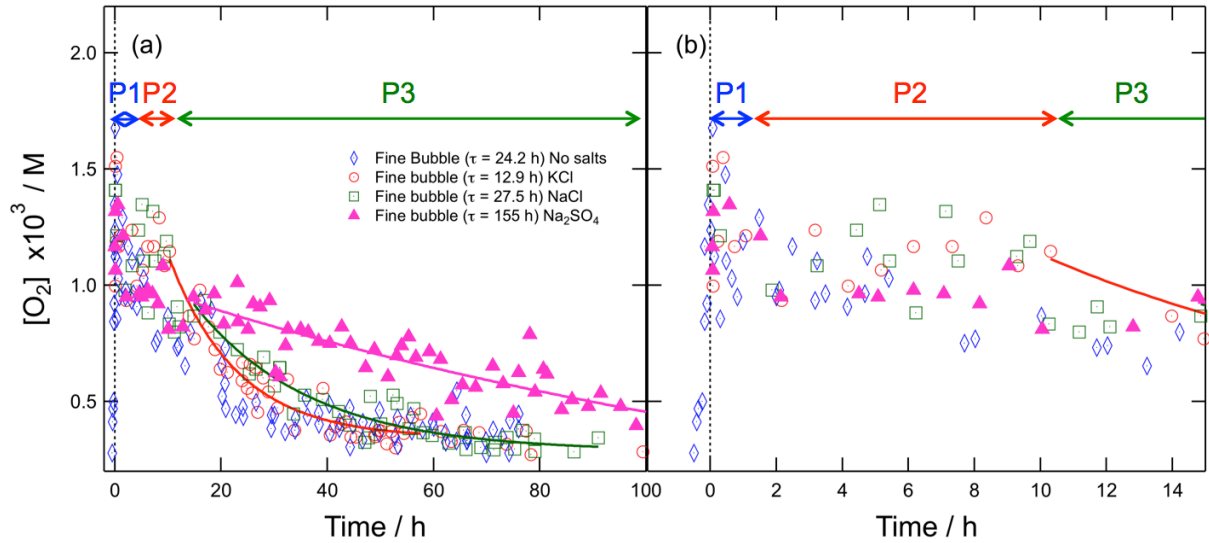 (a)
(b)
[O₂] x10³ / M
2.0
1.5
1.0
0.5
P1 P2 P3
P1 P2 P3
Fine Bubble (τ = 24.2 h) No salts
Fine bubble (τ = 12.9 h) KCl
Fine bubble (τ = 27.5 h) NaCl
Fine bubble (τ = 155 h) Na₂SO₄
0 20 40 60 80 100
0 2 4 6 8 10 12 14
Time / h
Time / h